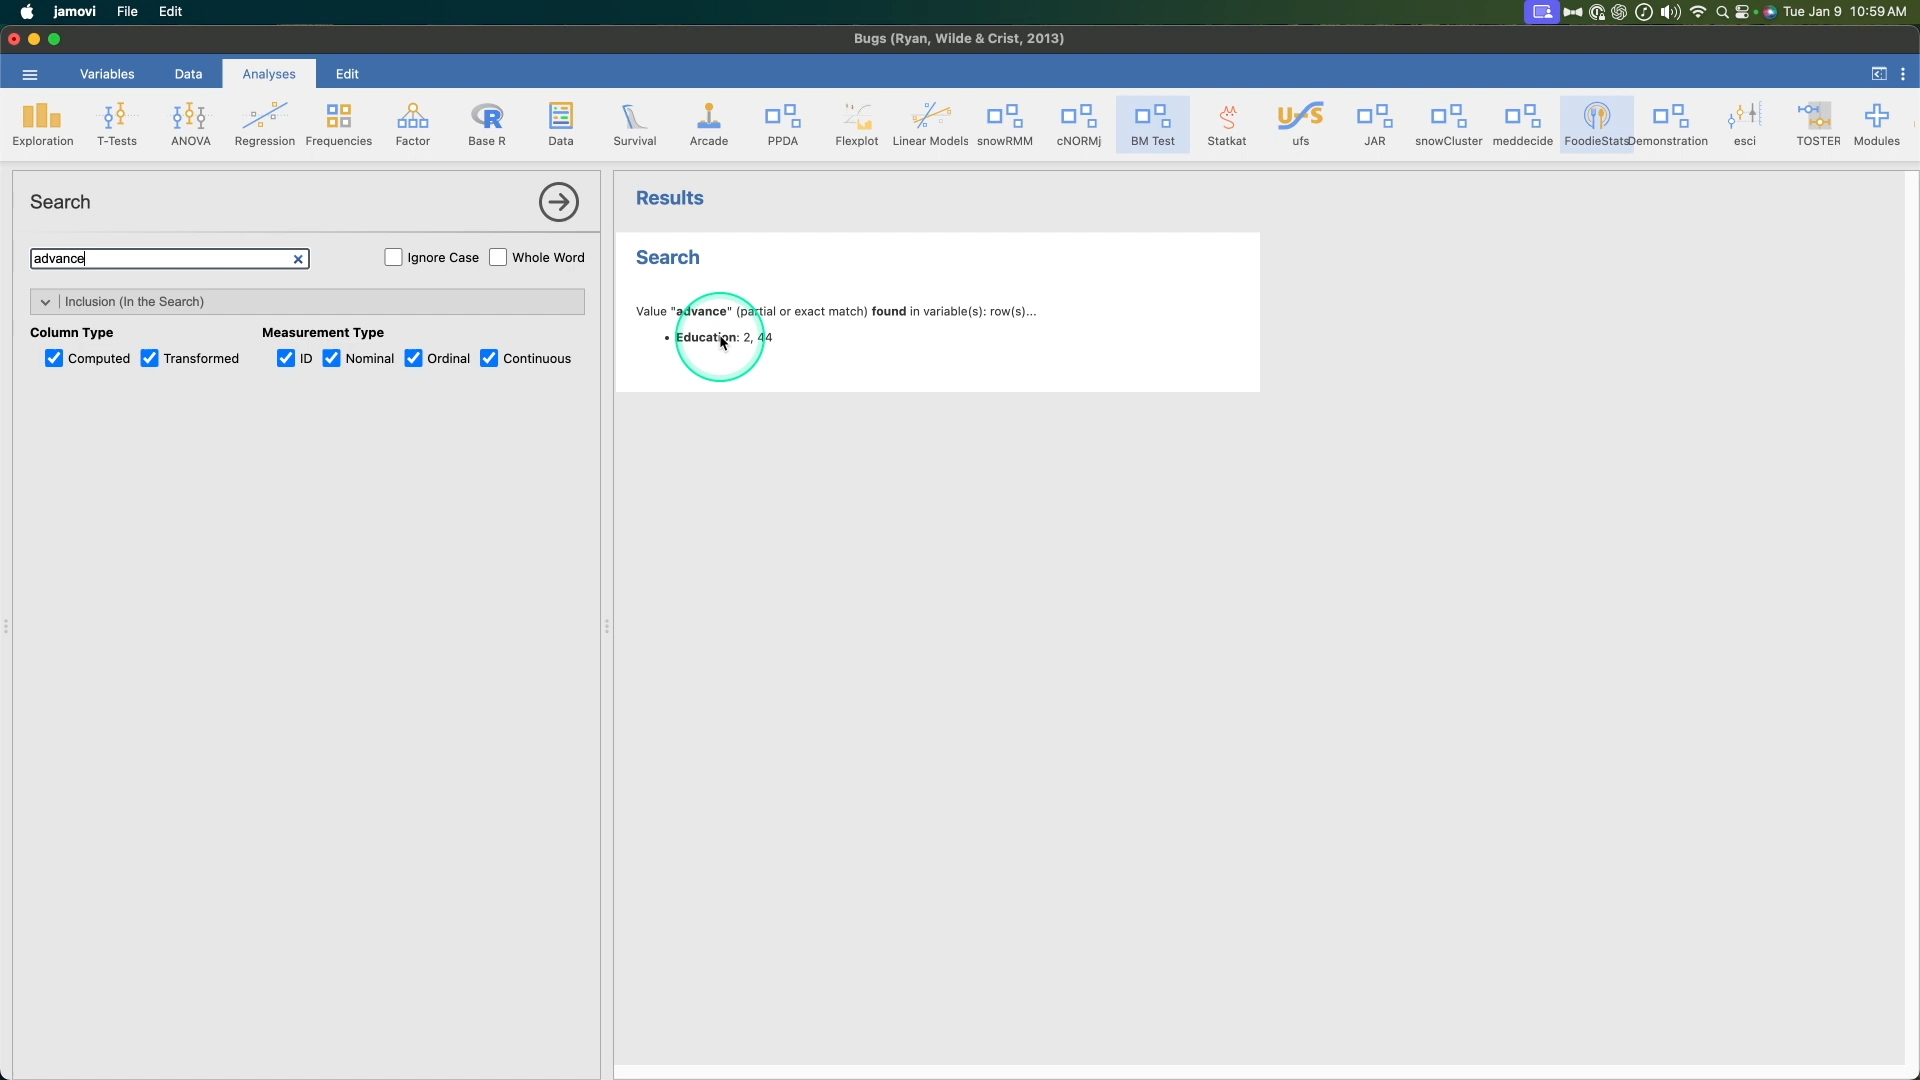 jamovi File Edit
Tue Jan 9 10:59 AM
Bugs (Ryan, Wilde & Crist, 2013)
Variables Data Analyses Edit
Exploration T-Tests ANOVA Regression Frequencies Factor Base R Data Survival Arcade PPDA Flexplot Linear Models snowRMM cNORMj BM Test Statkat ufs JAR snowCluster meddecide FoodieStats Demonstration esci TOSTER Modules
Search
advance
Ignore Case Whole Word
Inclusion (In the Search)
Column Type Measurement Type
Computed Transformed ID Nominal Ordinal Continuous
Results
Search
Value "advance" (partial or exact match) found in variable(s): row(s)...
• Education: 2, 44